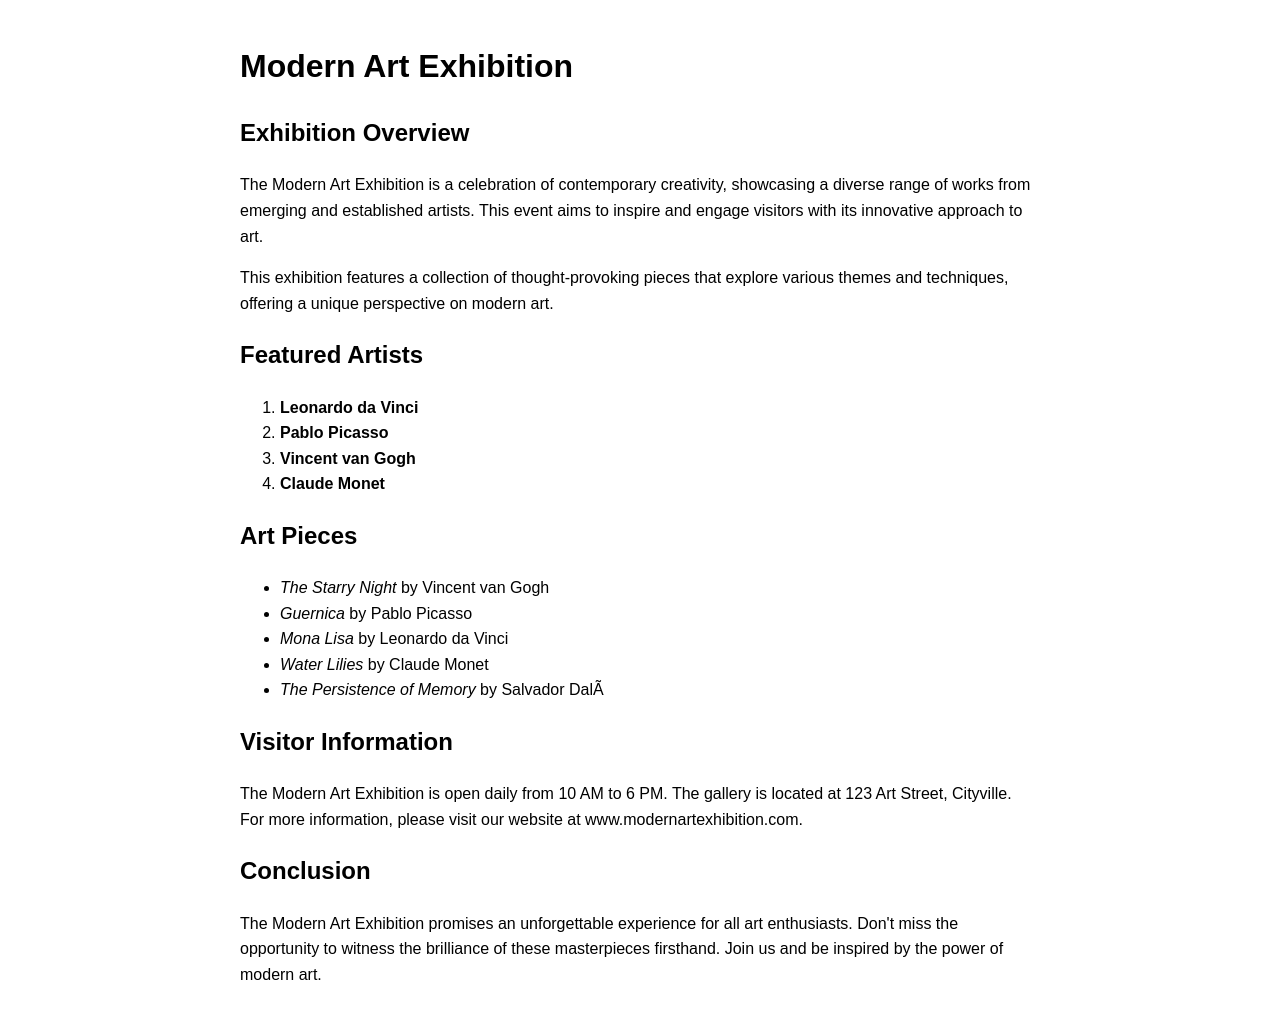 Modern Art Exhibition
Exhibition Overview
The Modern Art Exhibition is a celebration of contemporary creativity, showcasing a diverse range of works from
emerging and established artists. This event aims to inspire and engage visitors with its innovative approach to
art.
This exhibition features a collection of thought-provoking pieces that explore various themes and techniques,
offering a unique perspective on modern art.
Featured Artists
1. Leonardo da Vinci
2. Pablo Picasso
3. Vincent van Gogh
4. Claude Monet
Art Pieces
• The Starry Night by Vincent van Gogh
• Guernica by Pablo Picasso
• Mona Lisa by Leonardo da Vinci
• Water Lilies by Claude Monet
• The Persistence of Memory by Salvador DalÃ
Visitor Information
The Modern Art Exhibition is open daily from 10 AM to 6 PM. The gallery is located at 123 Art Street, Cityville.
For more information, please visit our website at www.modernartexhibition.com.
Conclusion
The Modern Art Exhibition promises an unforgettable experience for all art enthusiasts. Don't miss the
opportunity to witness the brilliance of these masterpieces firsthand. Join us and be inspired by the power of
modern art.